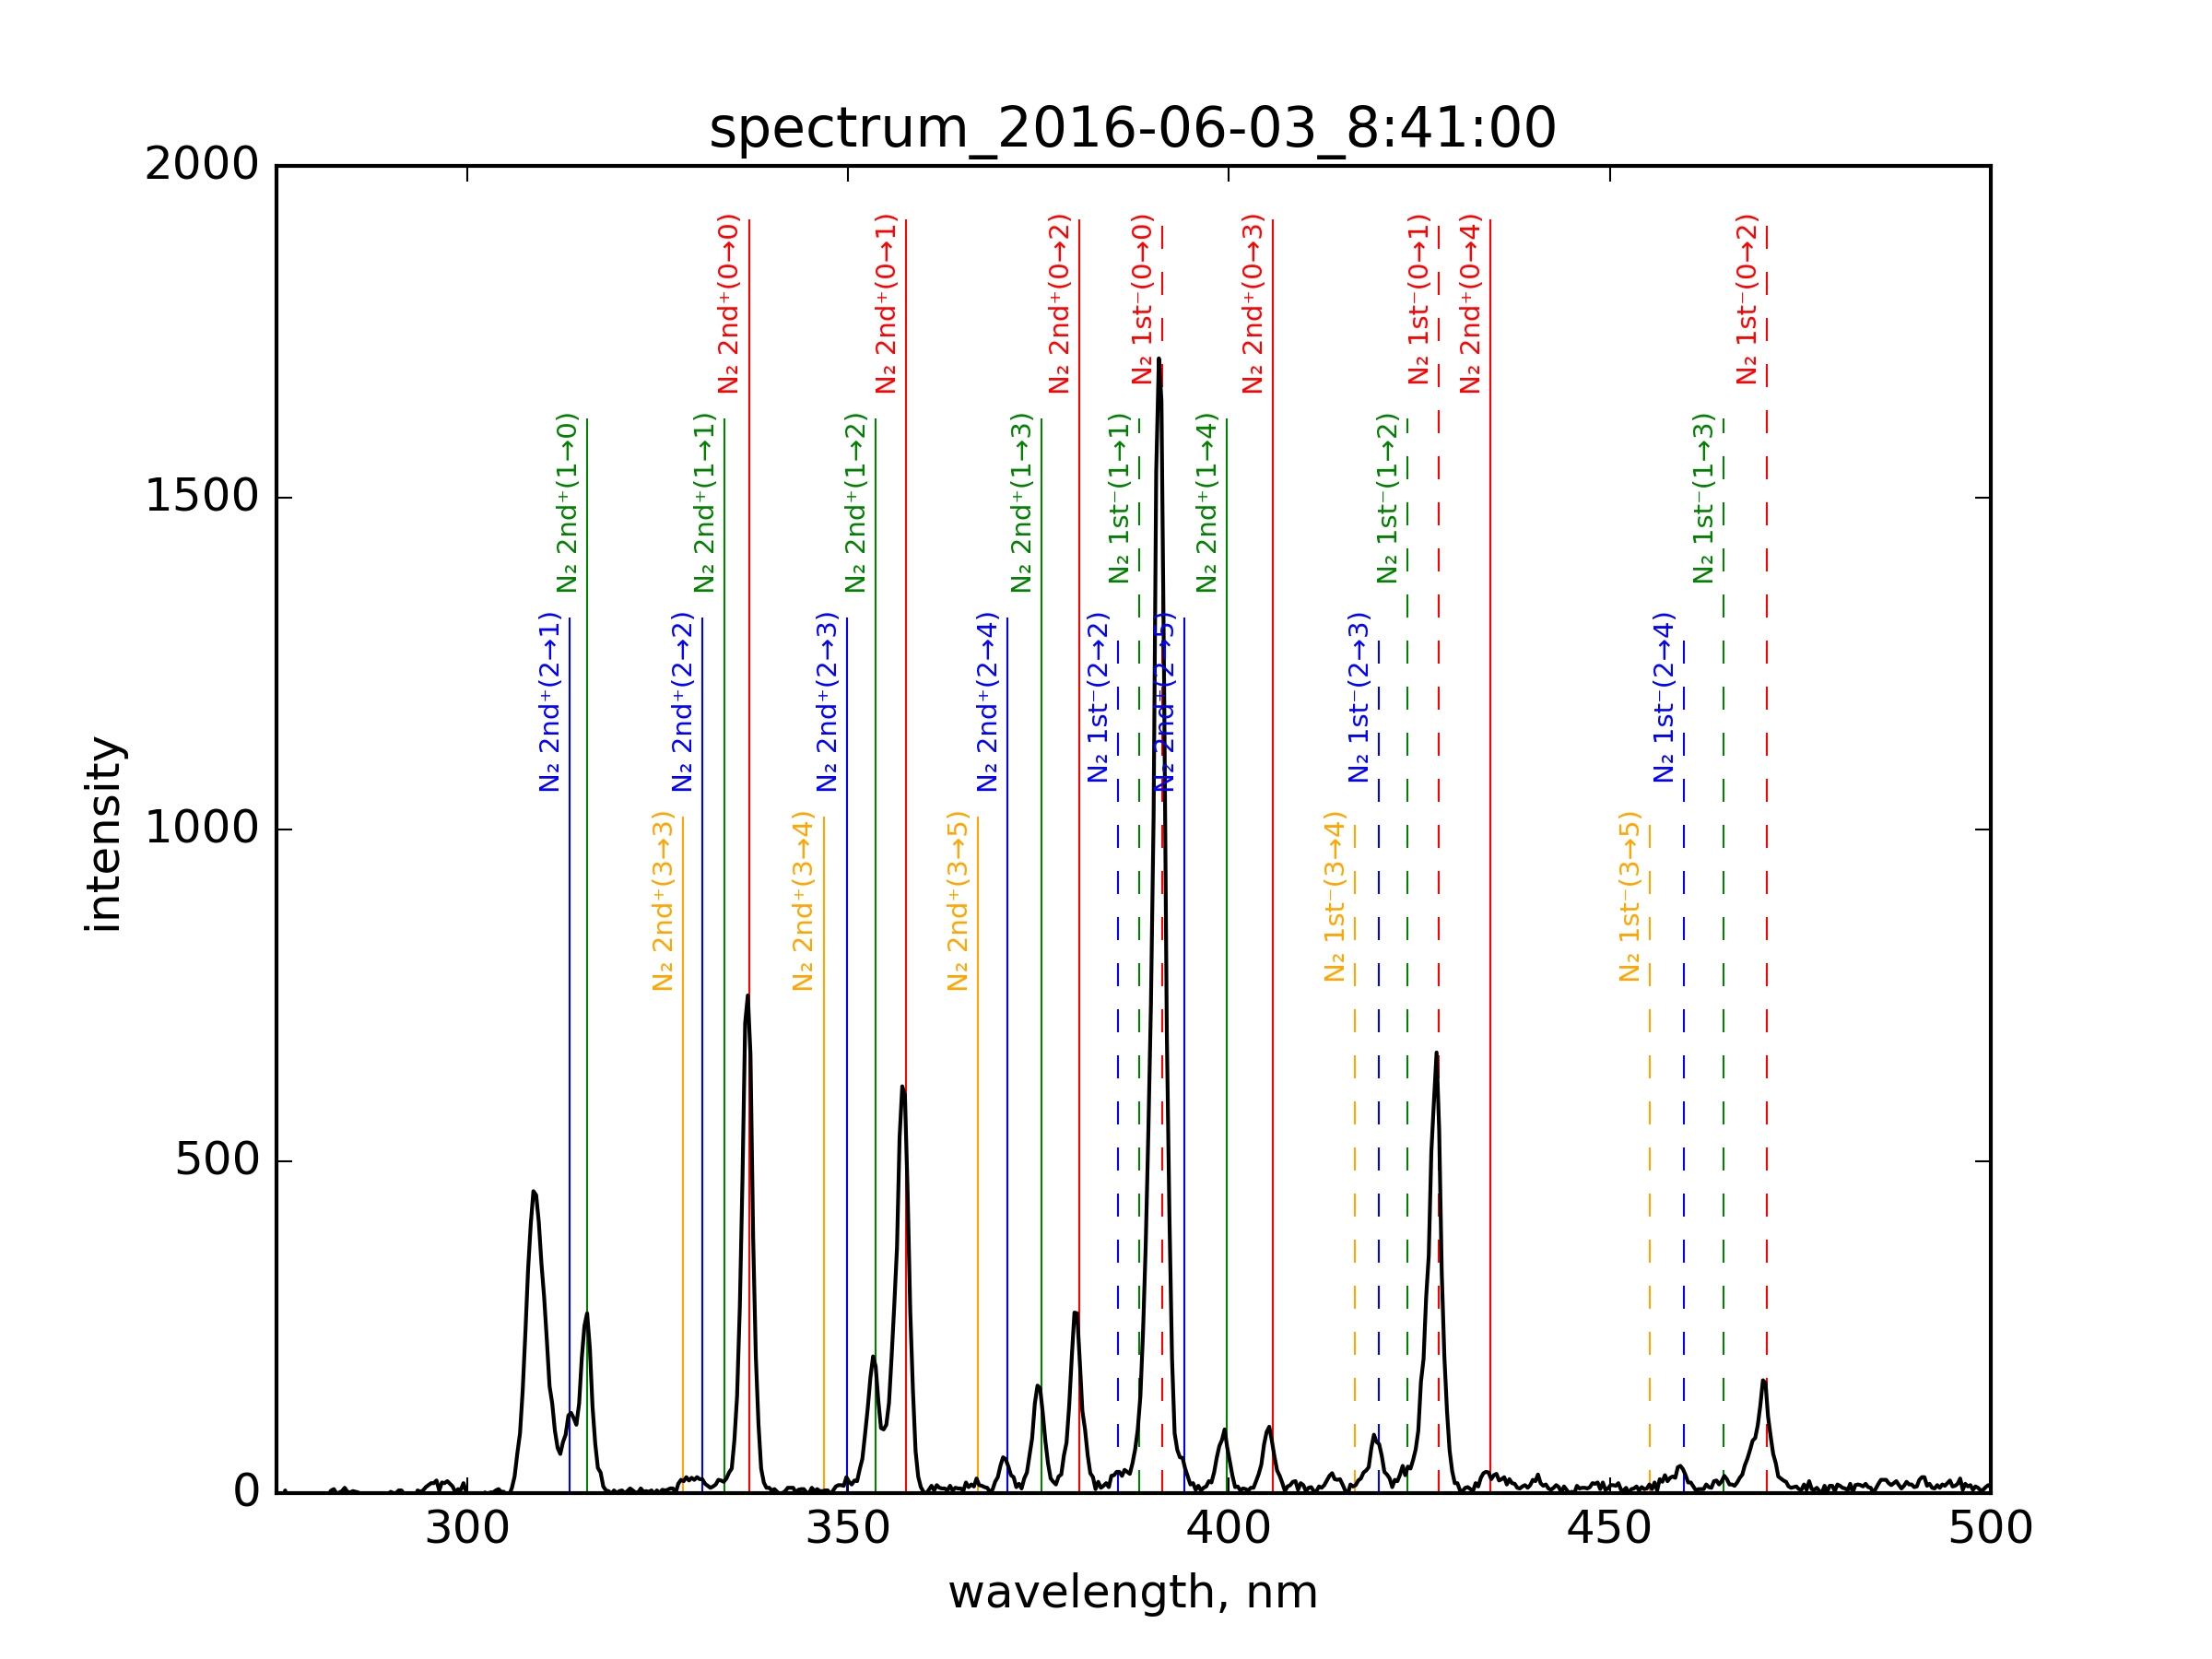 spectrum_2016-06-03_8:41:00
2000
1500
1000
500
0
intensity
N₂ 2nd⁺(0→0)
N₂ 2nd⁺(0→1)
N₂ 2nd⁺(0→2)
N₂ 1st⁻(0→0)
N₂ 2nd⁺(0→3)
N₂ 1st⁻(0→1)
N₂ 2nd⁺(0→4)
N₂ 1st⁻(0→2)
N₂ 2nd⁺(1→0)
N₂ 2nd⁺(1→1)
N₂ 2nd⁺(1→2)
N₂ 2nd⁺(1→3)
N₂ 1st⁻(1→1)
N₂ 2nd⁺(1→4)
N₂ 1st⁻(1→2)
N₂ 1st⁻(1→3)
N₂ 2nd⁺(2→1)
N₂ 2nd⁺(2→2)
N₂ 2nd⁺(2→3)
N₂ 2nd⁺(2→4)
N₂ 1st⁻(2→2)
N₂ 2nd⁺(2→5)
N₂ 1st⁻(2→3)
N₂ 1st⁻(2→4)
N₂ 2nd⁺(3→3)
N₂ 2nd⁺(3→4)
N₂ 2nd⁺(3→5)
N₂ 1st⁻(3→4)
N₂ 1st⁻(3→5)
300 350 400 450 500
wavelength, nm